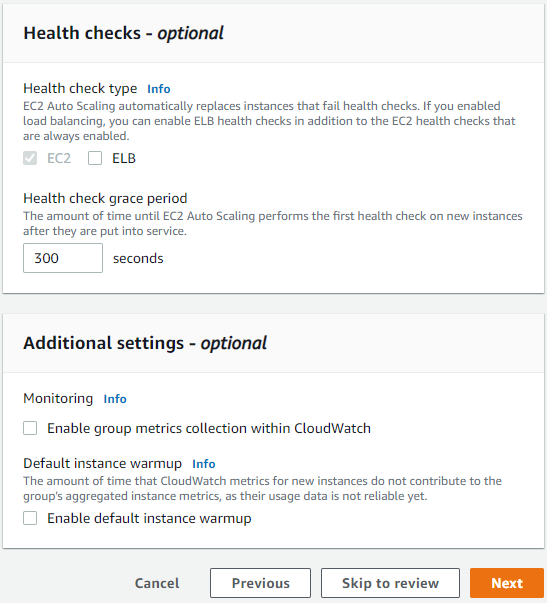 Health checks - optional
Health check type Info
EC2 Auto Scaling automatically replaces instances that fail health checks. If you enabled
load balancing, you can enable ELB health checks in addition to the EC2 health checks that
are always enabled.
EC2 ELB
Health check grace period
The amount of time until EC2 Auto Scaling performs the first health check on new instances
after they are put into service.
300 seconds
Additional settings - optional
Monitoring Info
Enable group metrics collection within CloudWatch
Default instance warmup Info
The amount of time that CloudWatch metrics for new instances do not contribute to the
group's aggregated instance metrics, as their usage data is not reliable yet.
Enable default instance warmup
Cancel Previous Skip to review Next